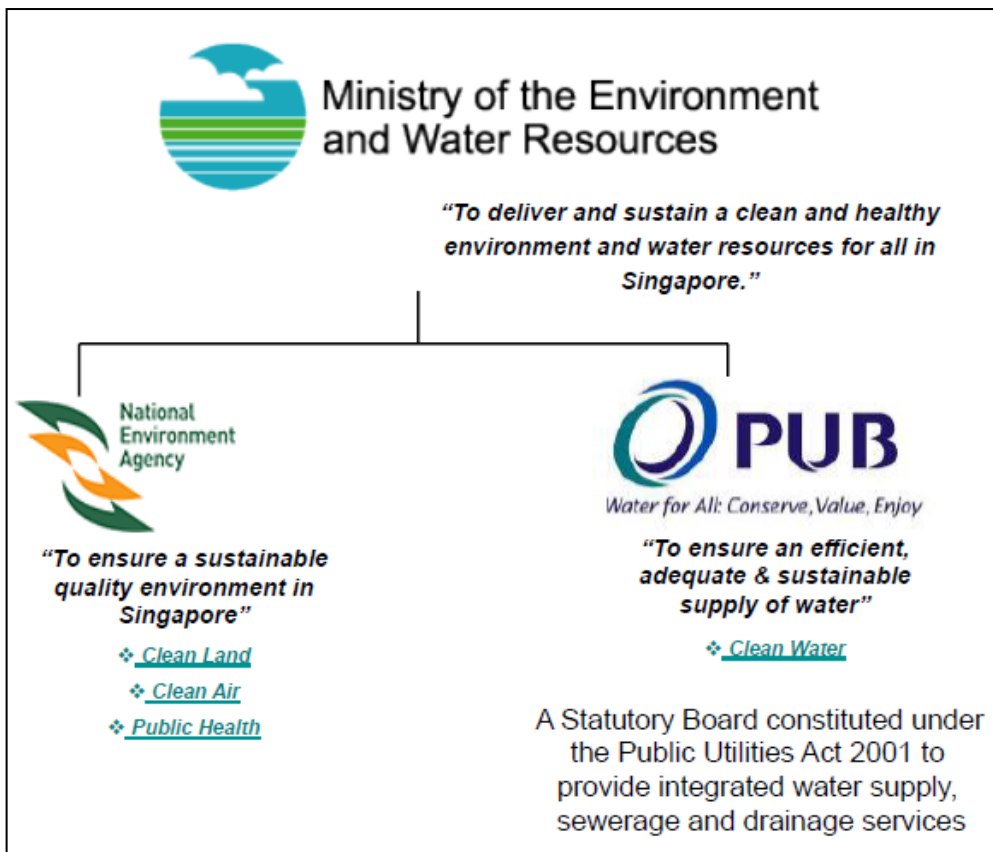 Ministry of the Environment
and Water Resources
“To deliver and sustain a clean and healthy
environment and water resources for all in
Singapore.”
National
Environment
Agency
“To ensure a sustainable
quality environment in
Singapore”
❖ Clean Land
❖ Clean Air
❖ Public Health
PUB
Water for All: Conserve, Value, Enjoy
“To ensure an efficient,
adequate & sustainable
supply of water”
❖ Clean Water
A Statutory Board constituted under
the Public Utilities Act 2001 to
provide integrated water supply,
sewerage and drainage services